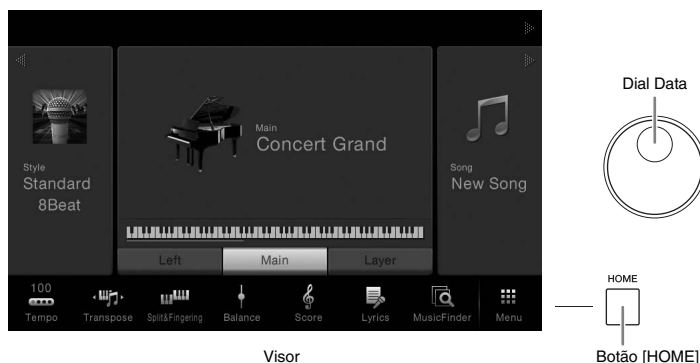 Style
Standard
8Beat
Main
Concert Grand
Song
New Song
Left Main Layer
100
Tempo Transpose Split&Fingering Balance Score Lyrics MusicFinder Menu
Visor
Dial Data
HOME
Botão [HOME]